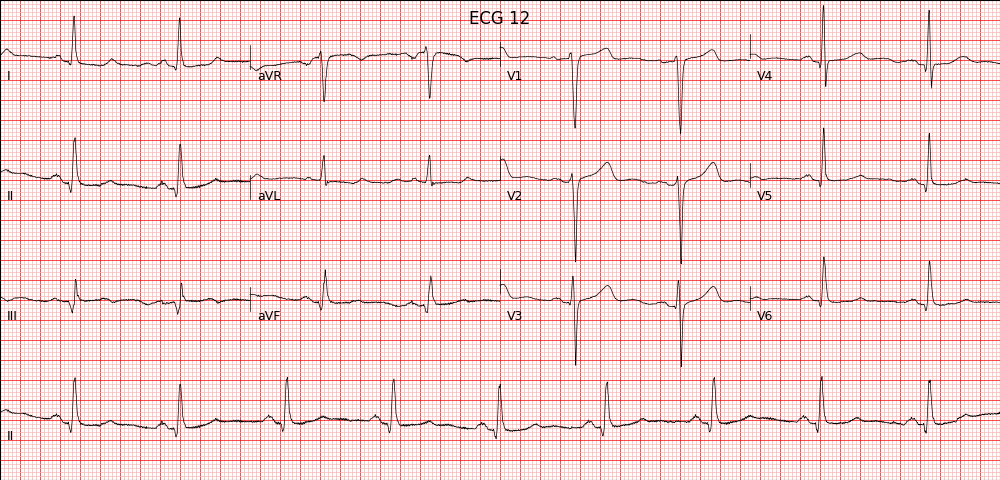 ECG 12
I aVR V1 V4
II aVL V2 V5
III aVF V3 V6
II